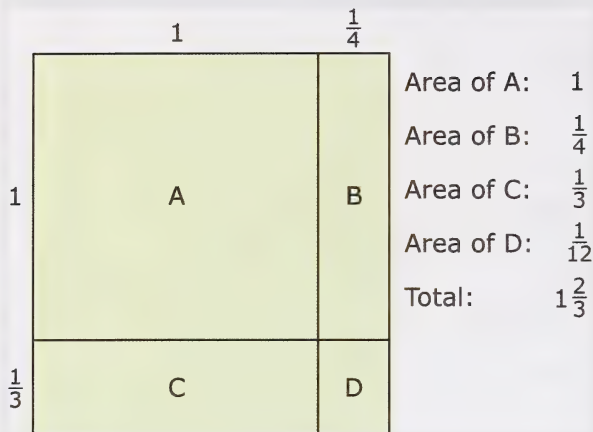 1 1/4
1 A B
1/3 C D
Area of A: 1
Area of B: 1/4
Area of C: 1/3
Area of D: 1/12
Total: 1 2/3